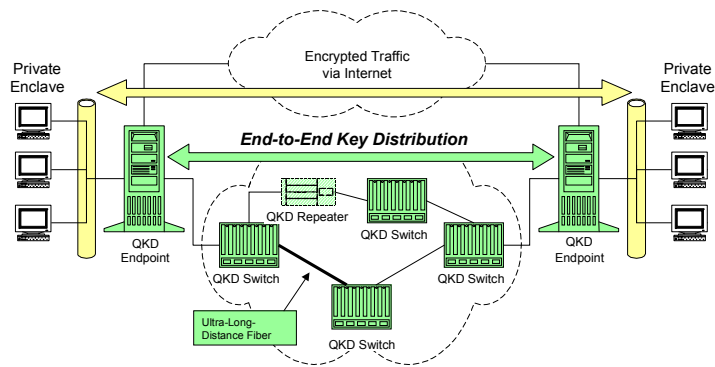 Encrypted Traffic
via Internet
Private
Enclave
Private
Enclave
End-to-End Key Distribution
QKD Repeater
QKD Switch
QKD
Endpoint
QKD Switch
QKD Switch
QKD
Endpoint
Ultra-Long-
Distance Fiber
QKD Switch